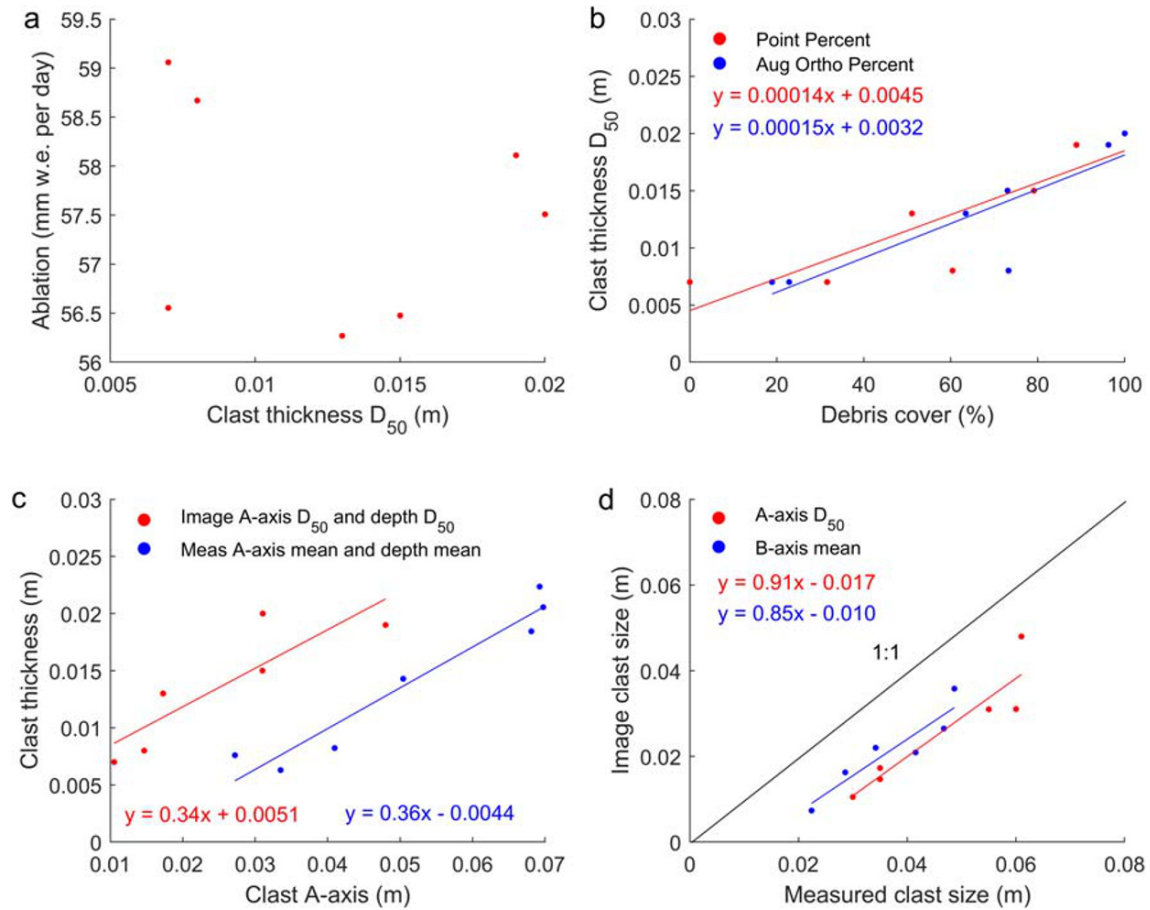 a
59.5
59
58.5
58
57.5
57
56.5
56
Ablation (mm w.e. per day)
0.005
0.01
0.015
0.02
Clast thickness D50 (m)
b
0.03
0.025
0.02
0.015
0.01
0.005
0
Clast thickness D50 (m)
Point Percent
Aug Ortho Percent
y = 0.00014x + 0.0045
y = 0.00015x + 0.0032
0
20
40
60
80
100
Debris cover (%)
c
0.03
0.025
0.02
0.015
0.01
0.005
0
Clast thickness (m)
Image A-axis D50 and depth D50
Meas A-axis mean and depth mean
y = 0.34x + 0.0051
y = 0.36x - 0.0044
0.01
0.02
0.03
0.04
0.05
0.06
0.07
Clast A-axis (m)
d
0.08
0.06
0.04
0.02
0
Image clast size (m)
A-axis D50
B-axis mean
y = 0.91x - 0.017
y = 0.85x - 0.010
1:1
0
0.02
0.04
0.06
0.08
Measured clast size (m)